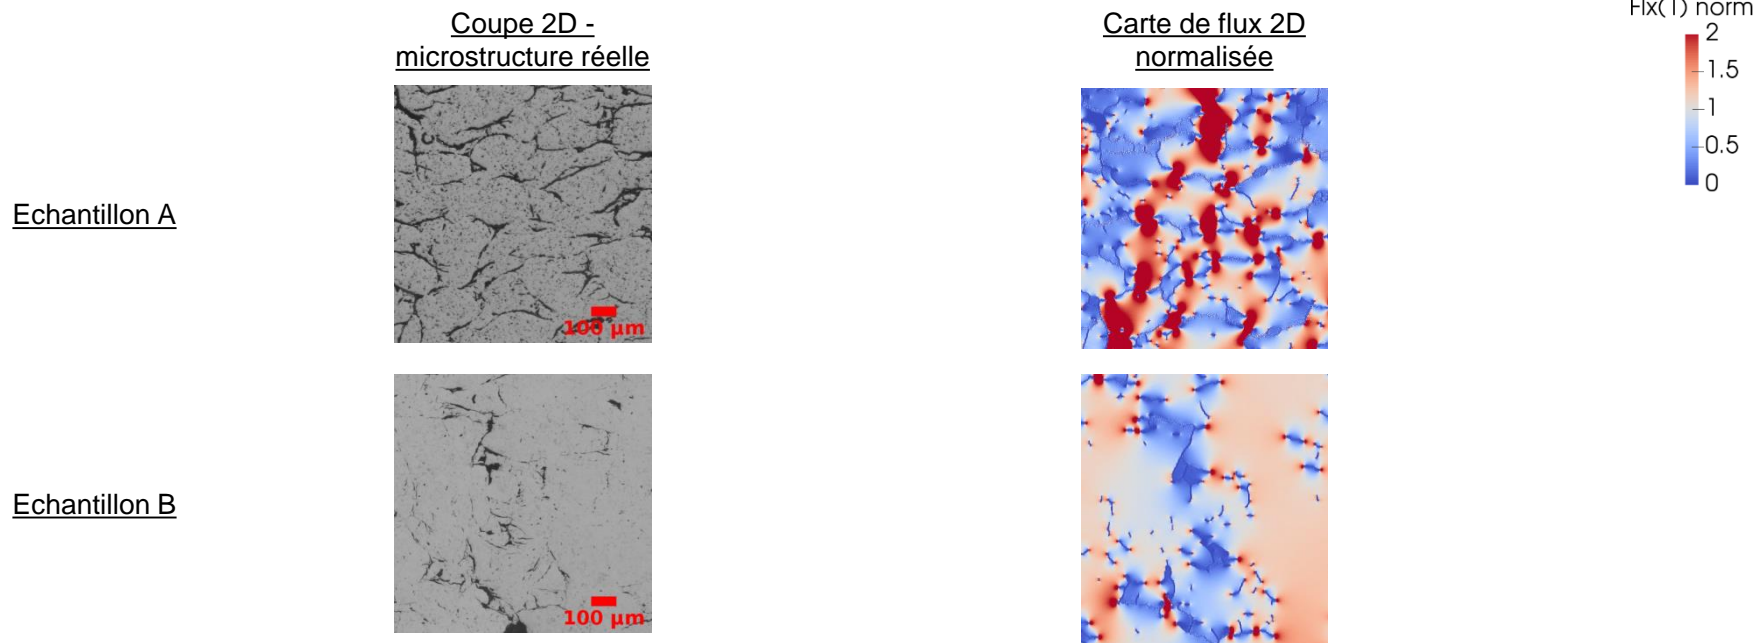 Coupe 2D -
microstructure réelle
Carte de flux 2D
normalisée
Flx(T) norm
2
1.5
1
0.5
0
Echantillon A
100 µm
Echantillon B
100 µm